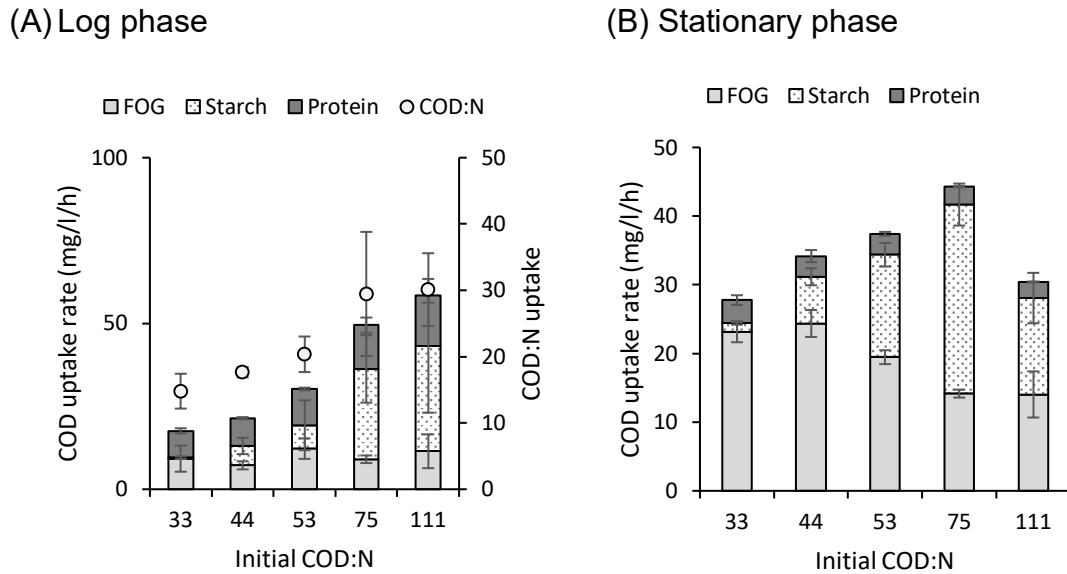 (A) Log phase
FOG Starch Protein COD:N
COD uptake rate (mg/l/h)
100
50
0
50
40
30
20
10
0
COD:N uptake
33 44 53 75 111
Initial COD:N
(B) Stationary phase
FOG Starch Protein
COD uptake rate (mg/l/h)
50
40
30
20
10
0
33 44 53 75 111
Initial COD:N